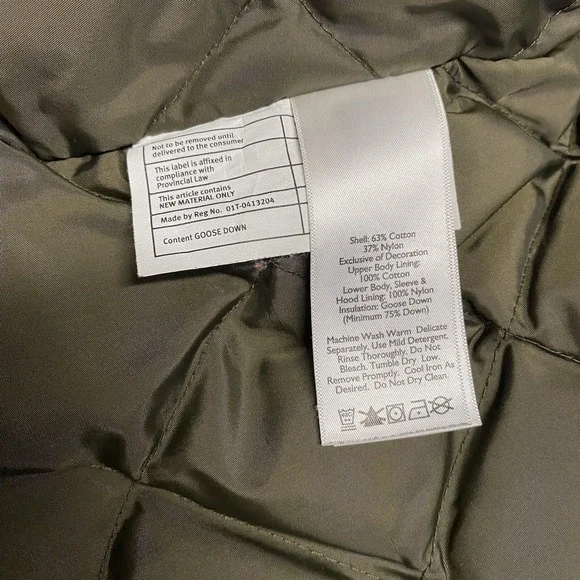 Not to be removed until
delivered to the consumer
This label is affixed in
compliance with
Provincial Law
This article contains
NEW MATERIAL ONLY
Made by Reg No. 01T-0413204
Content GOOSE DOWN
Shell: 63% Cotton
37% Nylon
Exclusive of Decoration
Upper Body Lining:
100% Cotton
Lower Body, Sleeve &
Hood Lining: 100% Nylon
Insulation: Goose Down
(Minimum 75% Down)
Machine Wash Warm Delicate
Separately. Use Mild Detergent.
Rinse Thoroughly. Do Not
Bleach. Tumble Dry Low.
Remove Promptly. Cool Iron As
Desired. Do Not Dry Clean.